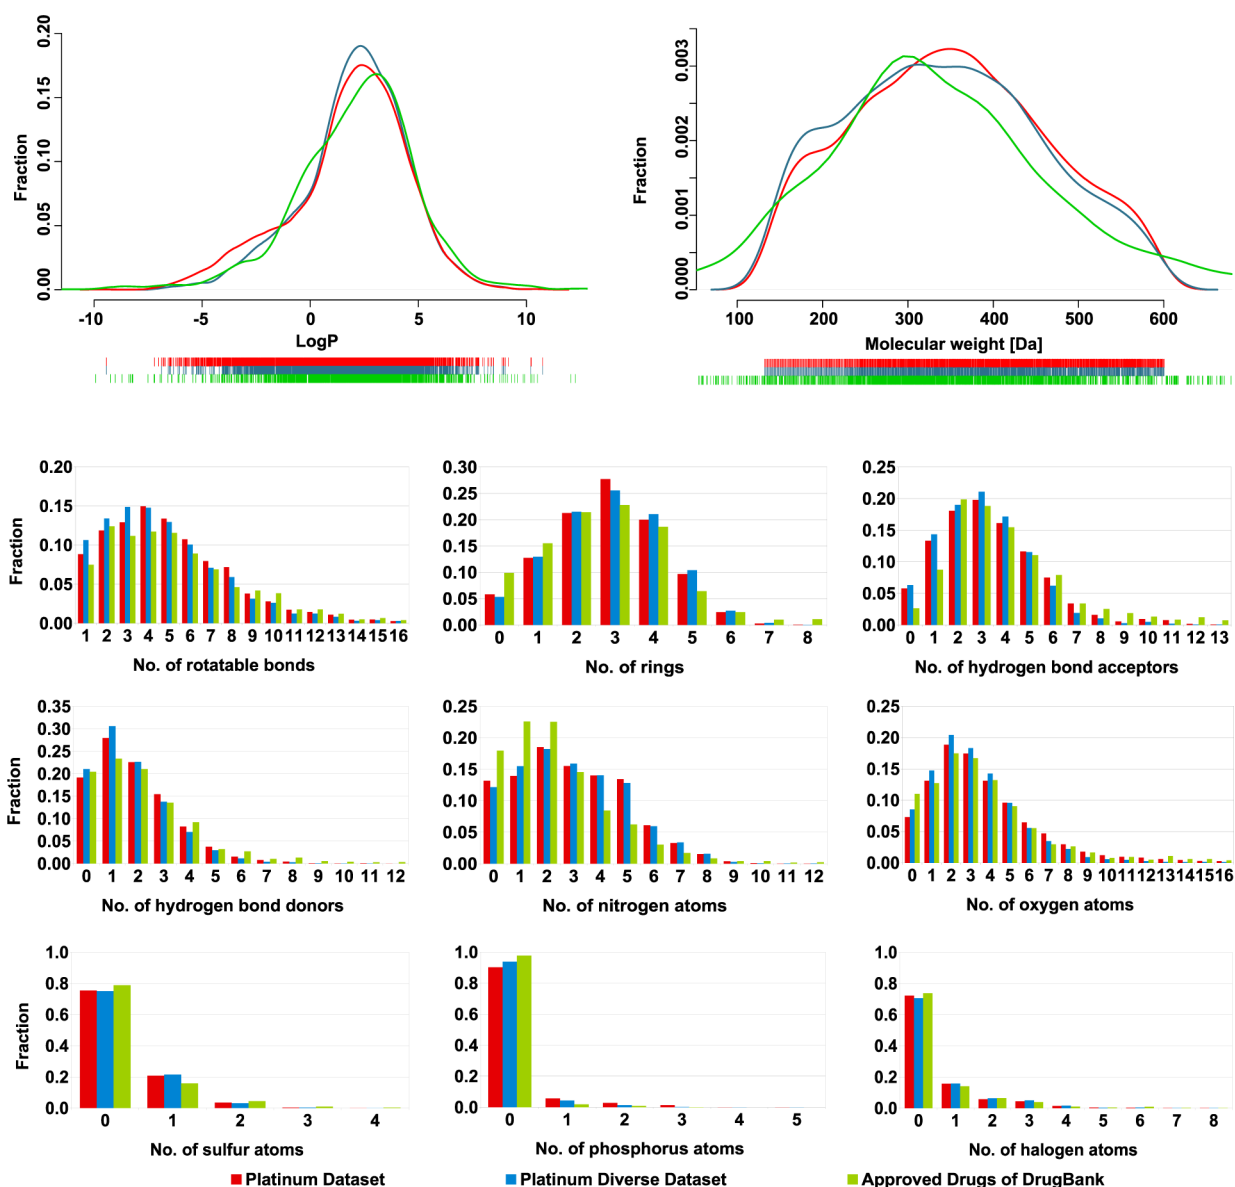 0.20
0.15
0.10
0.05
0.00
Fraction
-10 -5 0 5 10
LogP
0.003
0.002
0.001
0.000
Fraction
100 200 300 400 500 600
Molecular weight [Da]
0.20
0.15
0.10
0.05
0.00
Fraction
1 2 3 4 5 6 7 8 9 10 11 12 13 14 15 16
No. of rotatable bonds
0.30
0.25
0.20
0.15
0.10
0.05
0.00
0 1 2 3 4 5 6 7 8
No. of rings
0.25
0.20
0.15
0.10
0.05
0.00
0 1 2 3 4 5 6 7 8 9 10 11 12 13
No. of hydrogen bond acceptors
0.35
0.30
0.25
0.20
0.15
0.10
0.05
0.00
Fraction
0 1 2 3 4 5 6 7 8 9 10 11 12
No. of hydrogen bond donors
0.25
0.20
0.15
0.10
0.05
0.00
0 1 2 3 4 5 6 7 8 9 10 11 12
No. of nitrogen atoms
0.25
0.20
0.15
0.10
0.05
0.00
0 1 2 3 4 5 6 7 8 9 10 11 12 13 14 15 16
No. of oxygen atoms
1.0
0.8
0.6
0.4
0.2
0.0
Fraction
0 1 2 3 4
No. of sulfur atoms
1.0
0.8
0.6
0.4
0.2
0.0
0 1 2 3 4 5
No. of phosphorus atoms
1.0
0.8
0.6
0.4
0.2
0.0
0 1 2 3 4 5 6 7 8
No. of halogen atoms
Platinum Dataset
Platinum Diverse Dataset
Approved Drugs of DrugBank